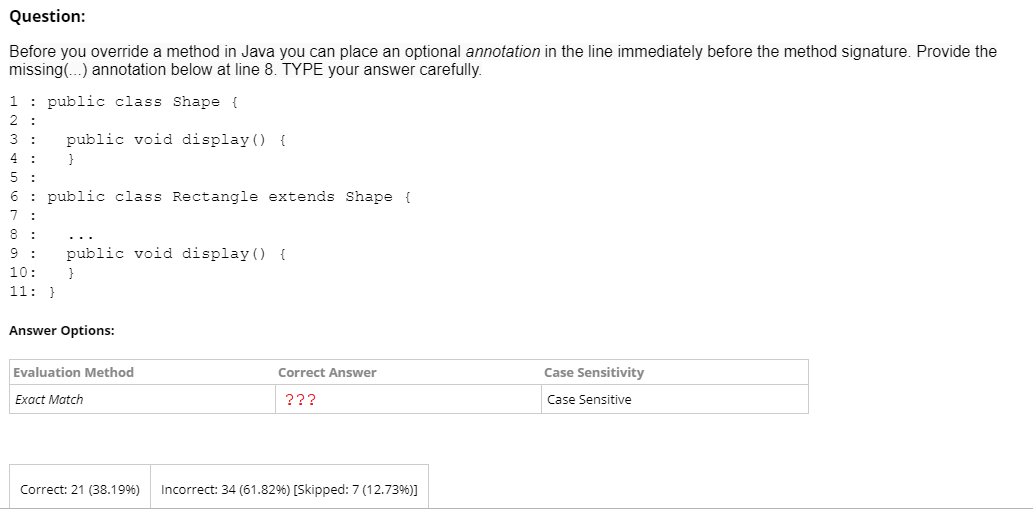 Question:
Before you override a method in Java you can place an optional annotation in the line immediately before the method signature. Provide the
missing(...) annotation below at line 8. TYPE your answer carefully.
1 : public class Shape {
2 :
3 :   public void display() {
4 :   }
5 :
6 : public class Rectangle extends Shape {
7 :
8 :   ...
9 :   public void display() {
10:   }
11: }
Answer Options:
Evaluation Method Correct Answer Case Sensitivity
Exact Match ??? Case Sensitive
Correct: 21 (38.19%) Incorrect: 34 (61.82%) [Skipped: 7 (12.73%)]